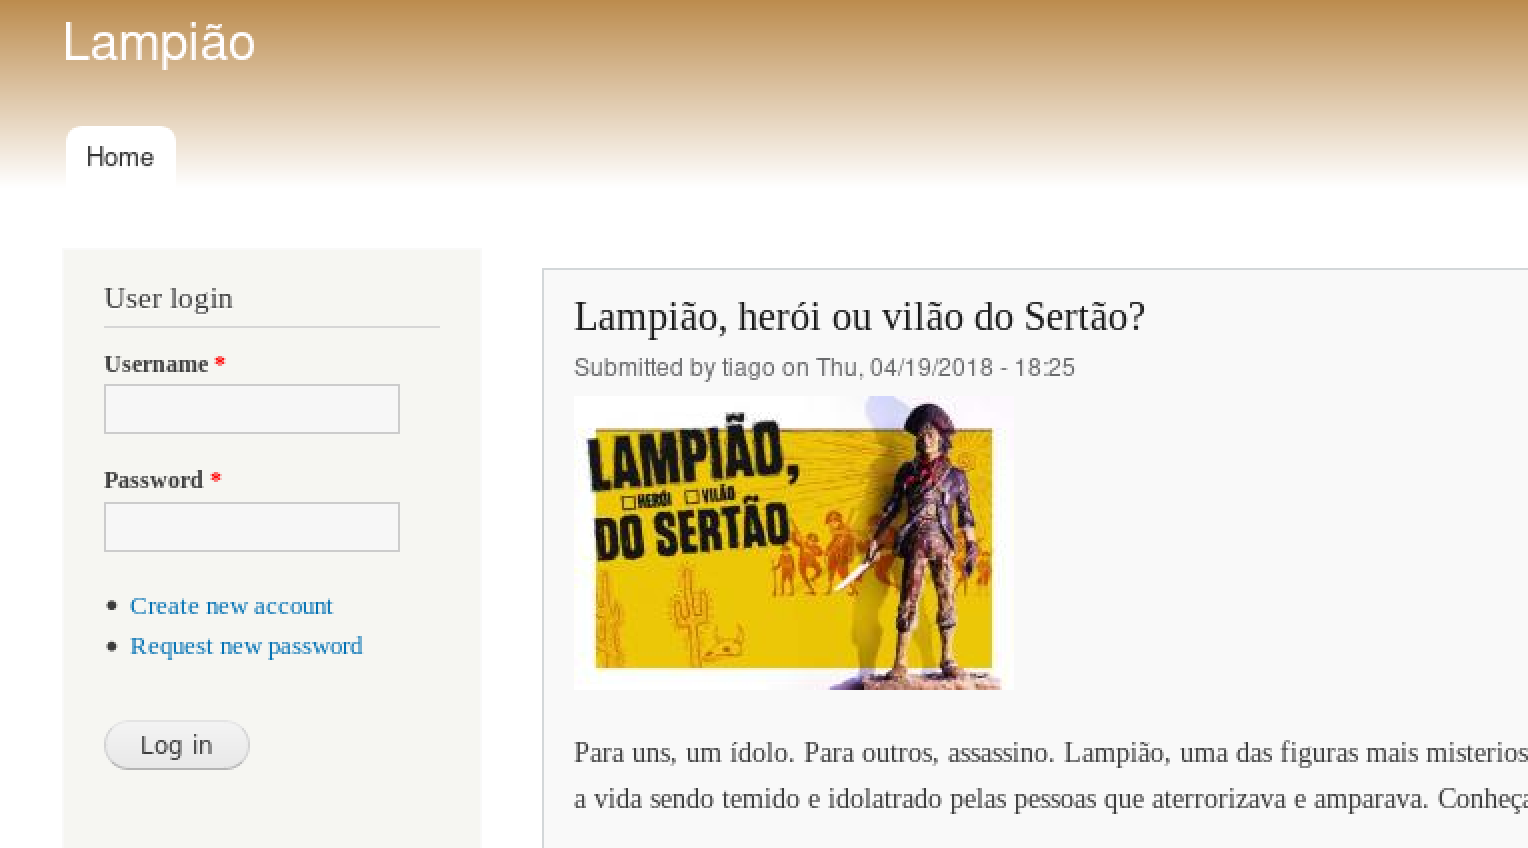 Lampião
Home
User login
Username *
Password *
Create new account
Request new password
Log in
Lampião, herói ou vilão do Sertão?
Submitted by tiago on Thu, 04/19/2018 - 18:25
LAMPIÃO,
HERÓI VILÃO
DO SERTÃO
Para uns, um ídolo. Para outros, assassino. Lampião, uma das figuras mais misterios
a vida sendo temido e idolatrado pelas pessoas que aterrorizava e amparava. Conheça